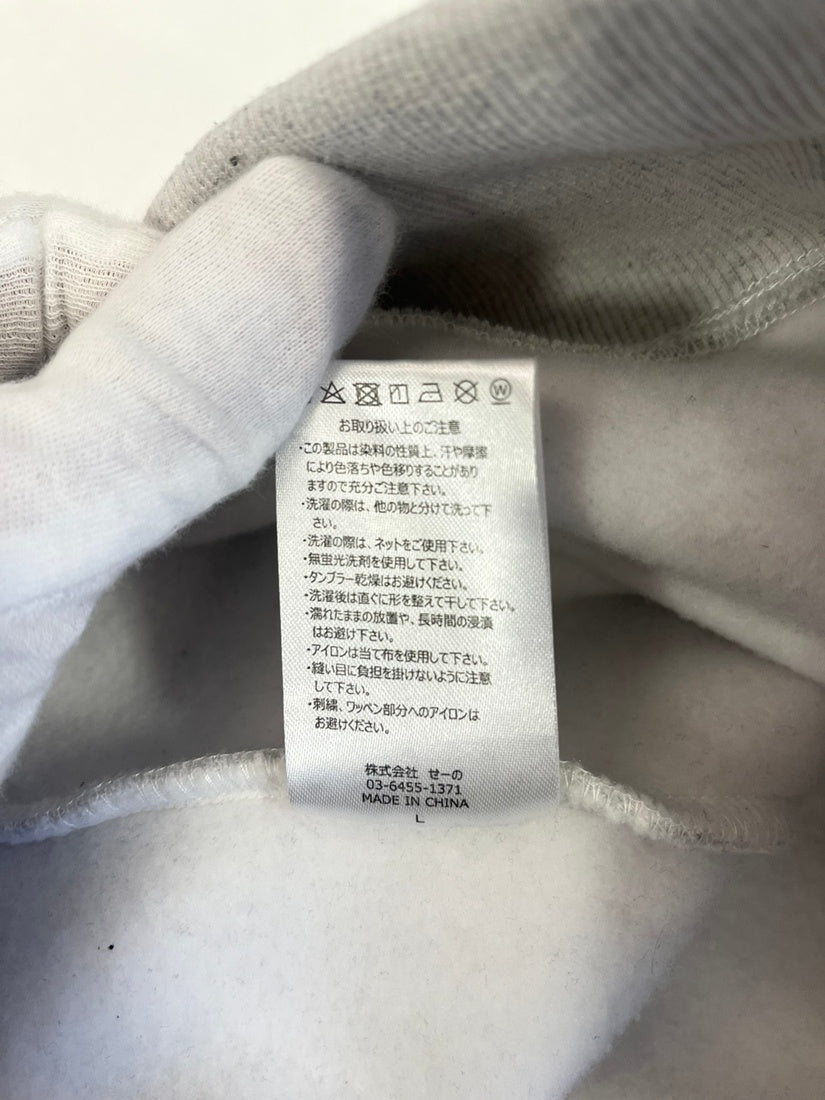 W
お取り扱い上のご注意
・この製品は染料の性質上、汗や摩擦
により色落ちや色移りすることがあり
ますので充分ご注意下さい。
・洗濯の際は、他の物と分けて洗って下
さい。
・洗濯の際は、ネットをご使用下さい。
・無蛍光洗剤を使用して下さい。
・タンブラー乾燥はお避けください。
・洗濯後は直ぐに形を整えて干して下さい。
・濡れたままの放置や、長時間の浸漬
はお避け下さい。
・アイロンは当て布を使用して下さい。
・縫い目に負担を掛けないように注意
して下さい。
・刺繍、ワッペン部分へのアイロンは
お避けください。
株式会社 せーの
03-6455-1371
MADE IN CHINA
L